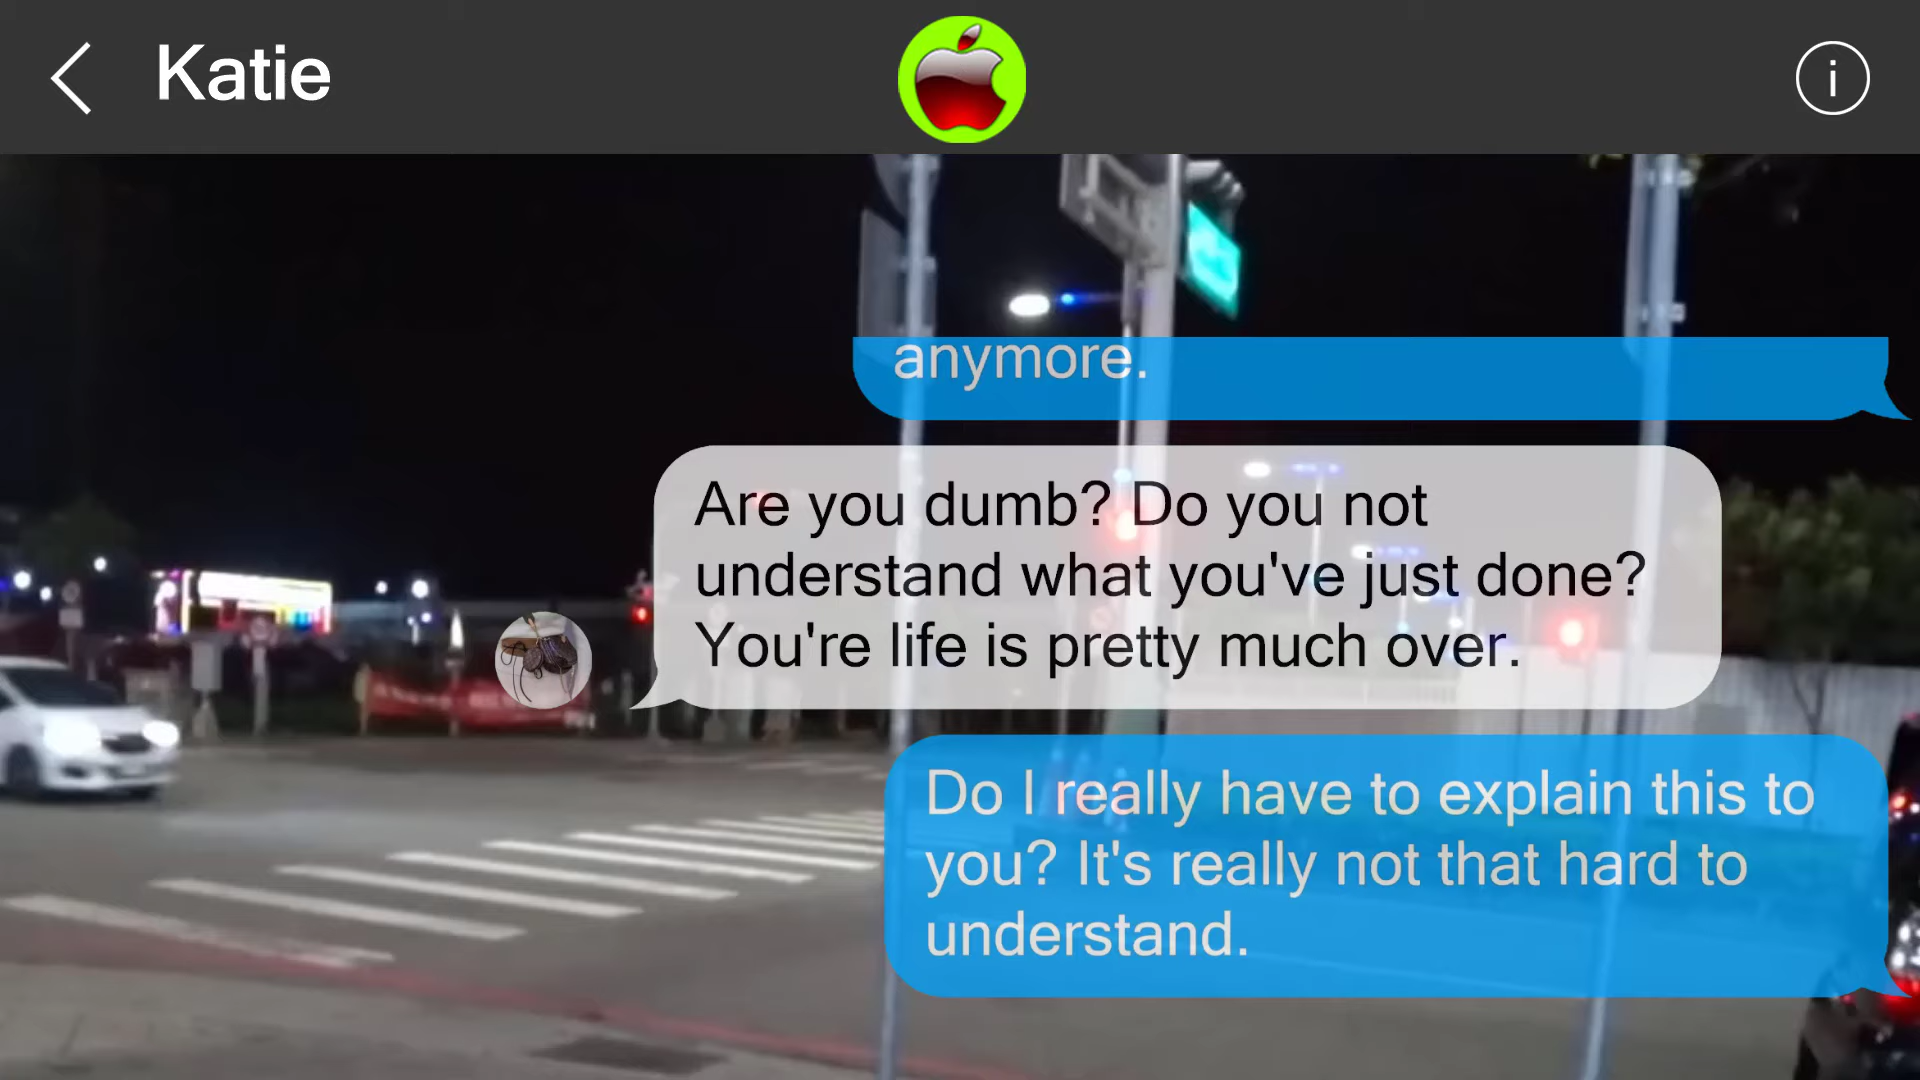 Katie
i
anymore.
Are you dumb? Do you not
understand what you've just done?
You're life is pretty much over.
Do I really have to explain this to
you? It's really not that hard to
understand.